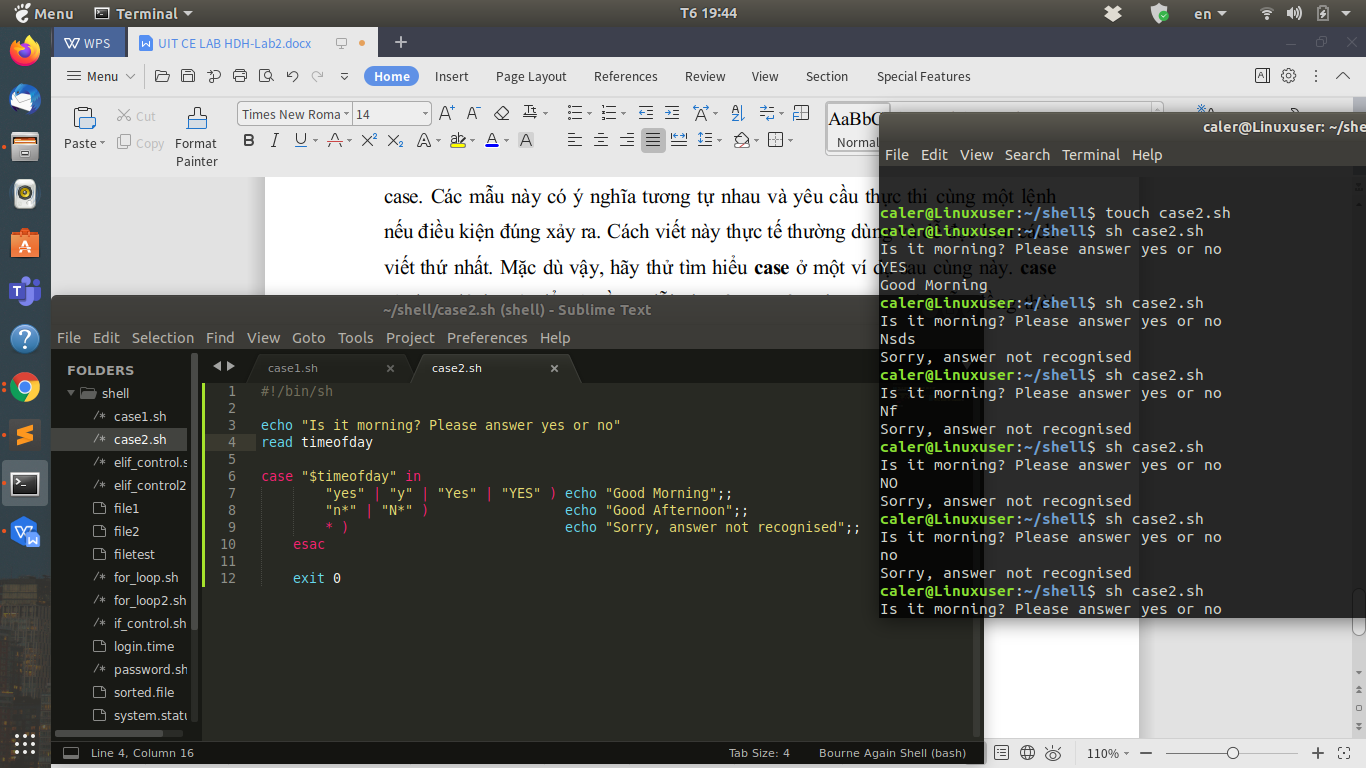 Menu Terminal T6 19:44 en
WPS UIT CE LAB HDH-Lab2.docx
Menu Home Insert Page Layout References Review View Section Special Features
Paste Cut Copy Format Painter Times New Roma 14 AaBbC Normal
case. Các mẫu này có ý nghĩa tương tự nhau và yêu cầu thực thi cùng một lệnh
nếu điều kiện đúng xảy ra. Cách viết này thực tế thường dùng
viết thứ nhất. Mặc dù vậy, hãy thử tìm hiểu case ở một ví dụ sau cùng này. case
~/shell/case2.sh (shell) - Sublime Text
File Edit Selection Find View Goto Tools Project Preferences Help
FOLDERS
shell
/* case1.sh
/* case2.sh
/* elif_control.s
/* elif_control2
file1
file2
filetest
/* for_loop.sh
/* for_loop2.sh
/* if_control.sh
login.time
/* password.sh
sorted.file
system.statu
case1.sh case2.sh
1 #!/bin/sh
2
3 echo "Is it morning? Please answer yes or no"
4 read timeofday
5
6 case "$timeofday" in
7 "yes" | "y" | "Yes" | "YES" ) echo "Good Morning";;
8 "n*" | "N*" ) echo "Good Afternoon";;
9 * ) echo "Sorry, answer not recognised";;
10 esac
11
12 exit 0
Line 4, Column 16 Tab Size: 4 Bourne Again Shell (bash)
caler@Linuxuser: ~/she
File Edit View Search Terminal Help
caler@Linuxuser:~/shell$ touch case2.sh
caler@Linuxuser:~/shell$ sh case2.sh
Is it morning? Please answer yes or no
YES
Good Morning
caler@Linuxuser:~/shell$ sh case2.sh
Is it morning? Please answer yes or no
Nsds
Sorry, answer not recognised
caler@Linuxuser:~/shell$ sh case2.sh
Is it morning? Please answer yes or no
Nf
Sorry, answer not recognised
caler@Linuxuser:~/shell$ sh case2.sh
Is it morning? Please answer yes or no
NO
Sorry, answer not recognised
caler@Linuxuser:~/shell$ sh case2.sh
Is it morning? Please answer yes or no
no
Sorry, answer not recognised
caler@Linuxuser:~/shell$ sh case2.sh
Is it morning? Please answer yes or no
110%